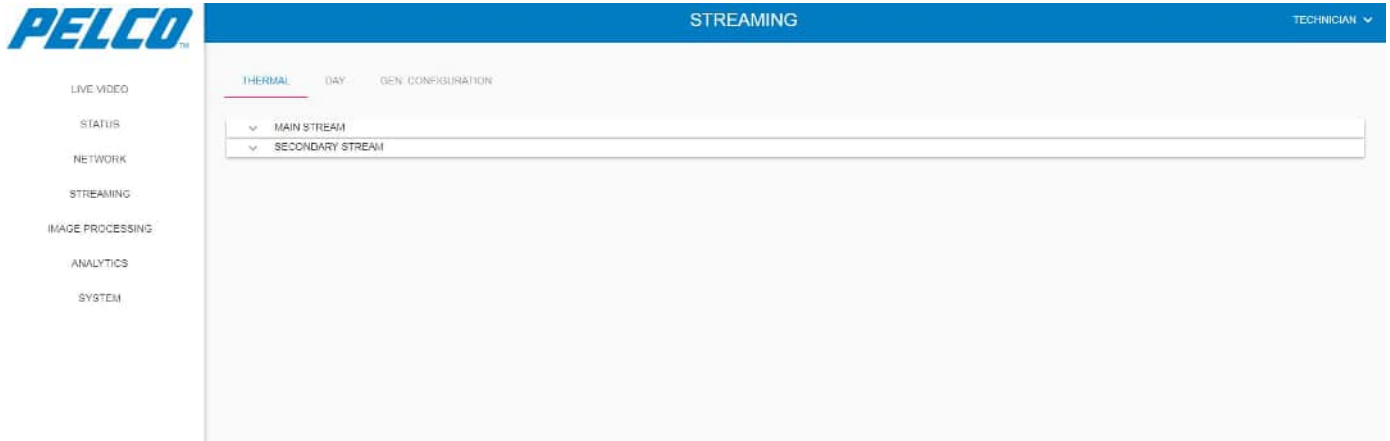 PELCO
TM
STREAMING
TECHNICIAN
LIVE VIDEO
STATUS
NETWORK
STREAMING
IMAGE PROCESSING
ANALYTICS
SYSTEM
THERMAL DAY GEN. CONFIGURATION
MAIN STREAM
SECONDARY STREAM